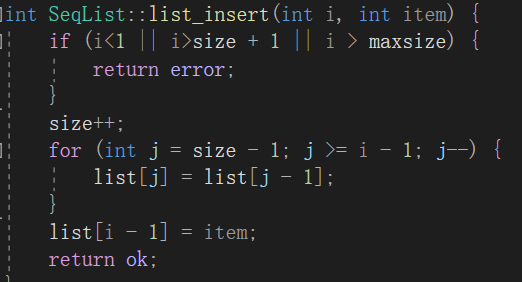 int SeqList::list_insert(int i, int item) {
    if (i<1 || i>size + 1 || i > maxsize) {
        return error;
    }
    size++;
    for (int j = size - 1; j >= i - 1; j--) {
        list[j] = list[j - 1];
    }
    list[i - 1] = item;
    return ok;